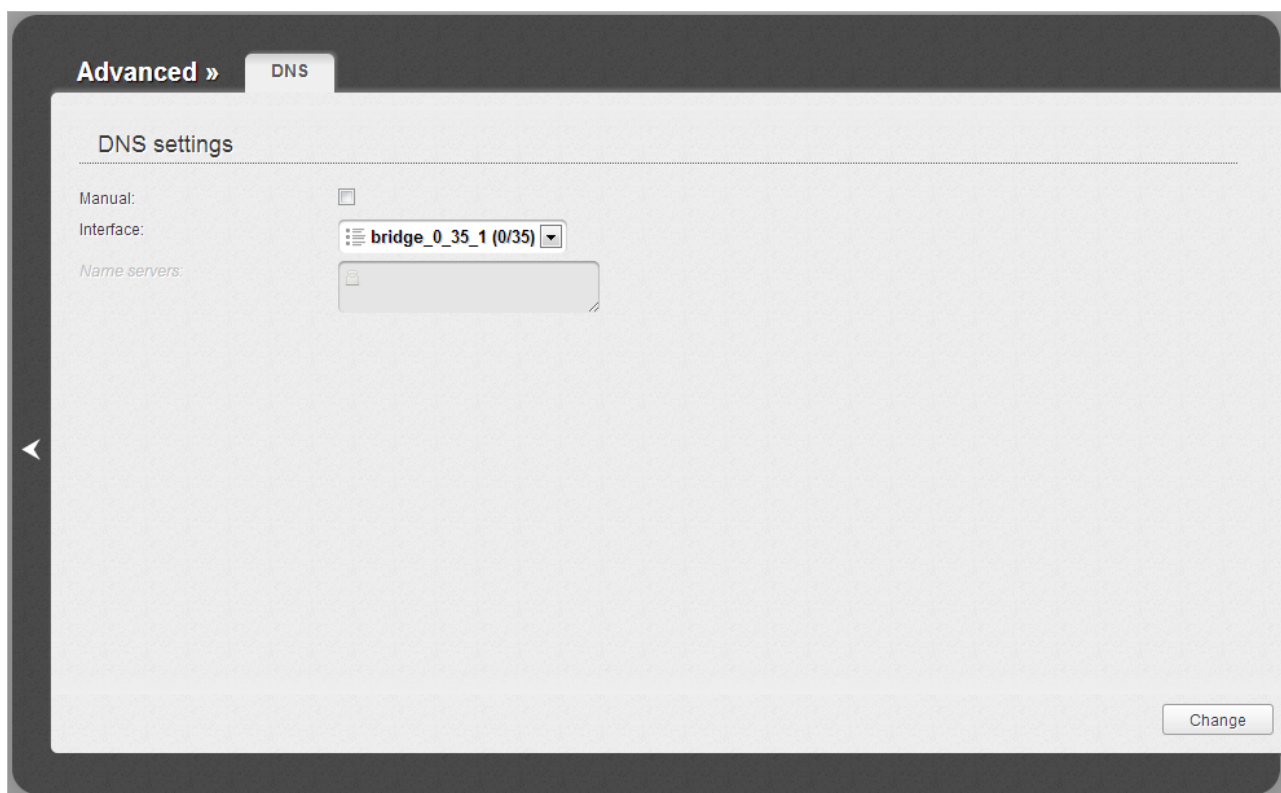 Advanced »
DNS
DNS settings
Manual:
Interface:
bridge_0_35_1 (0/35)
Name servers:
Change